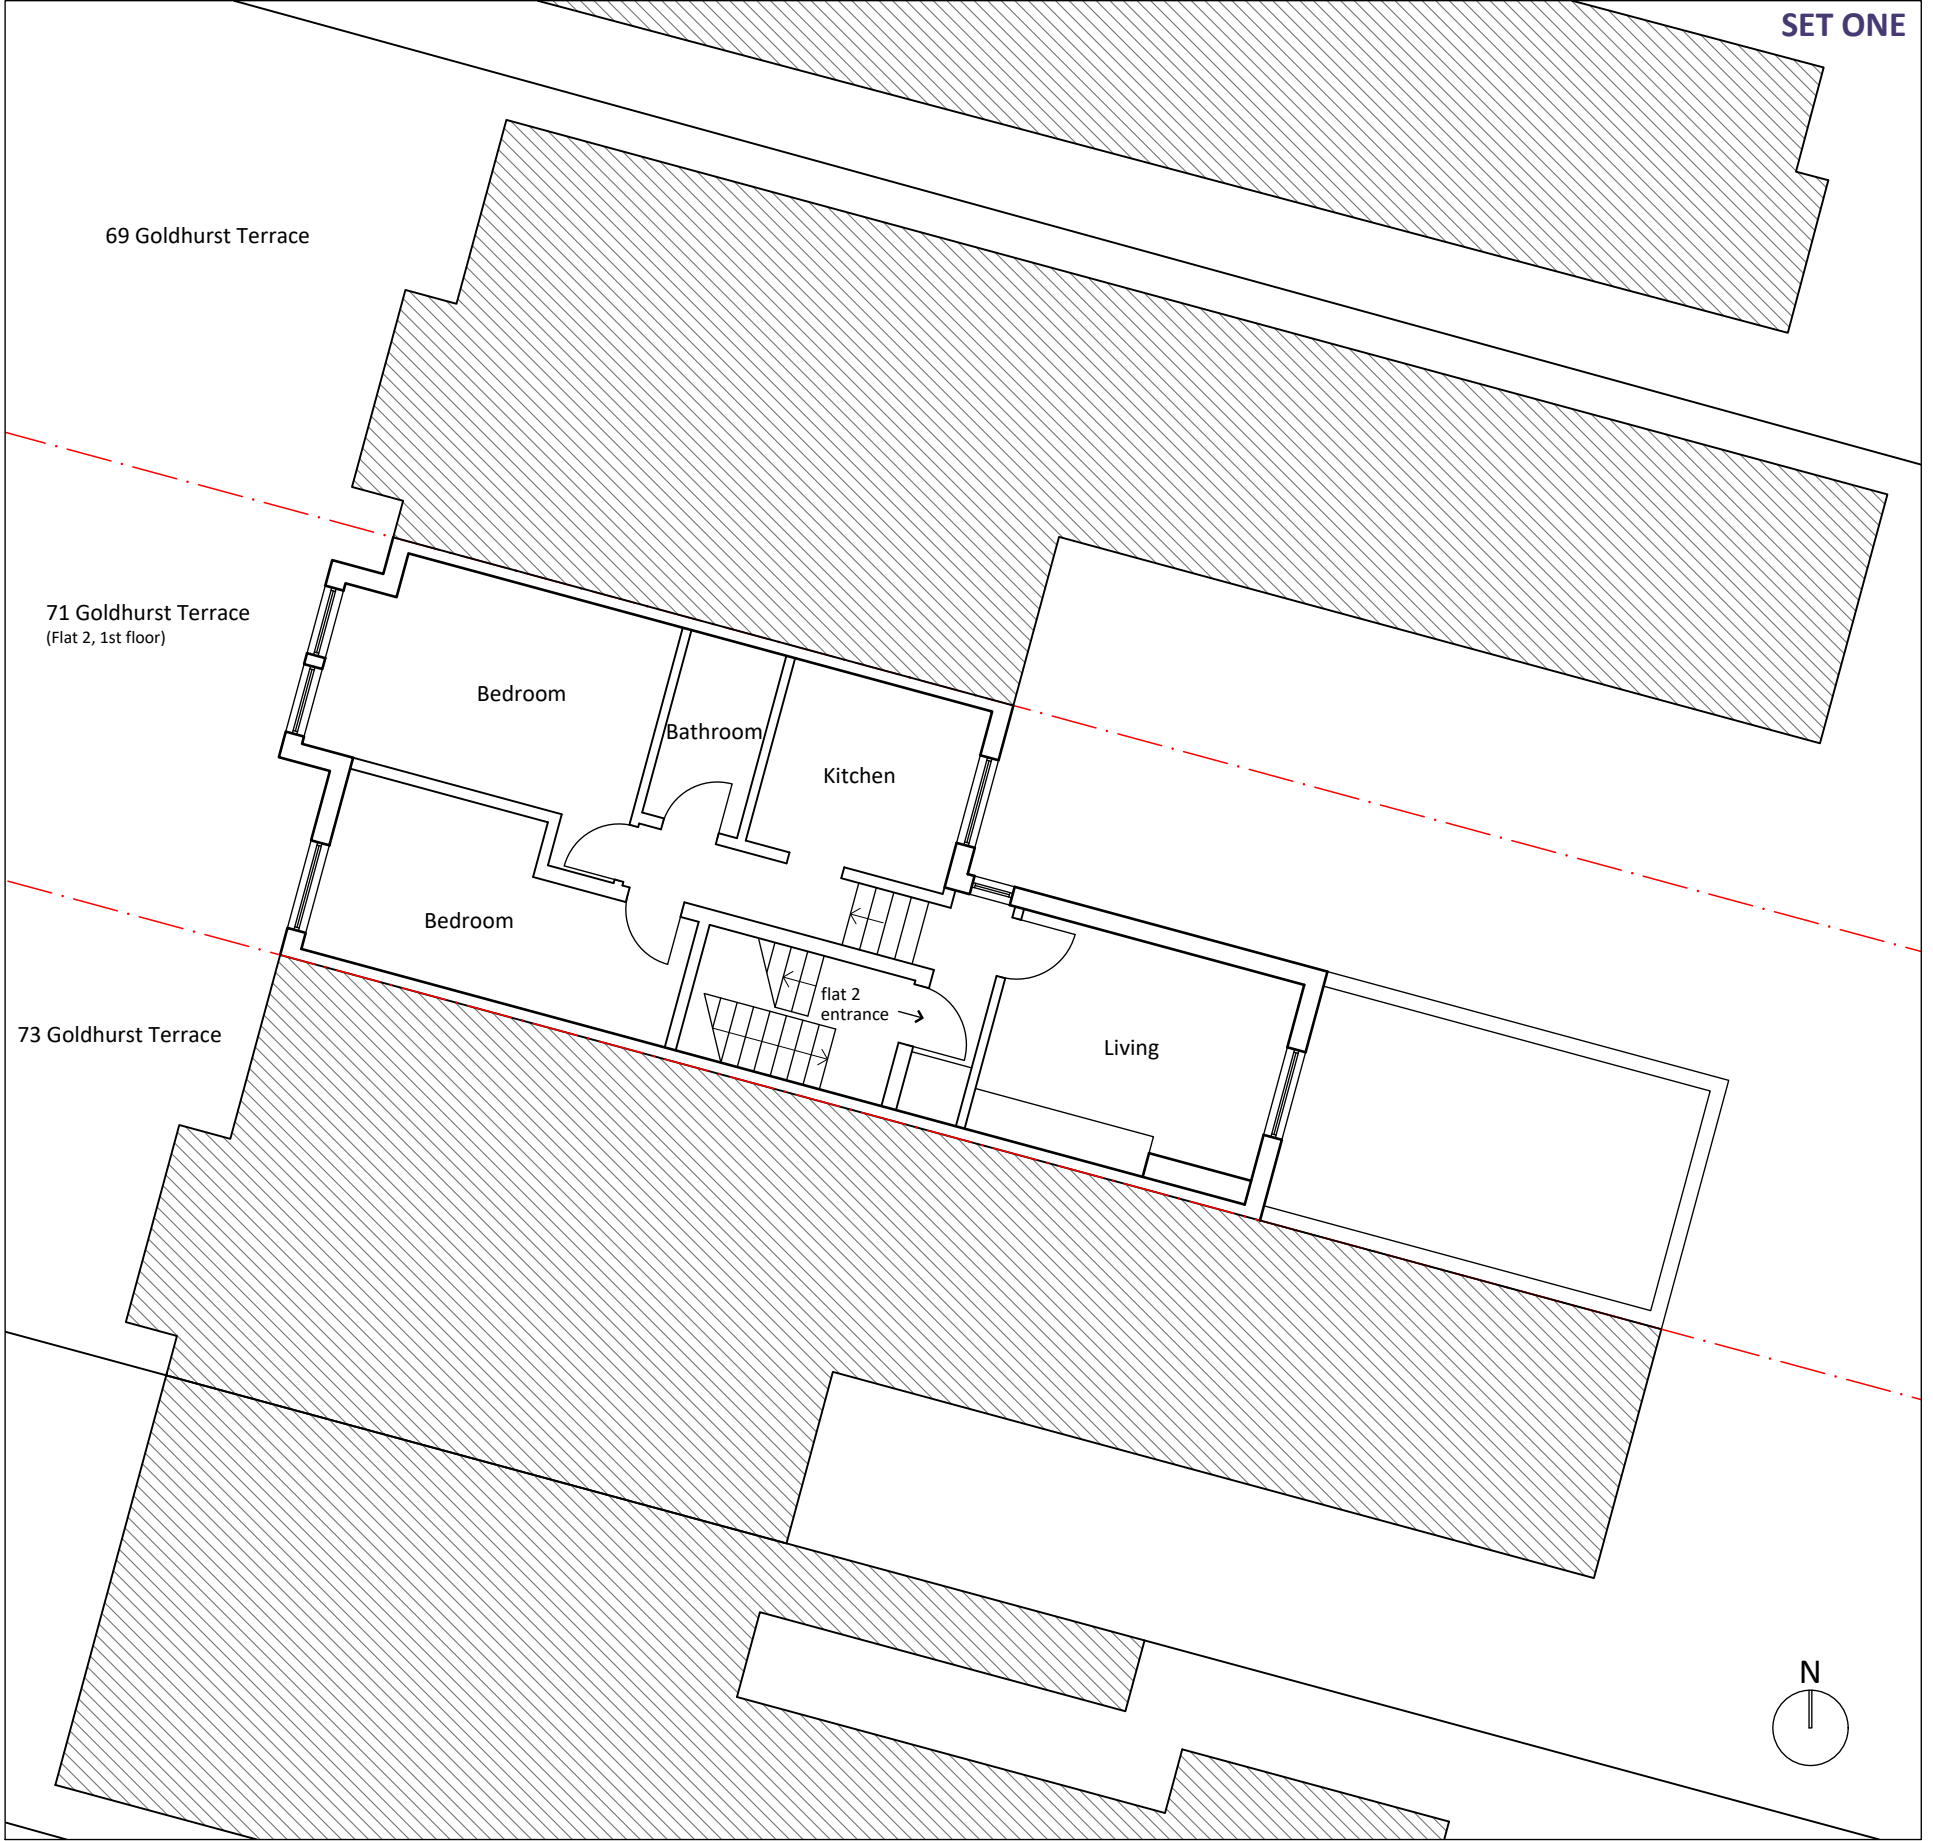 SET ONE
69 Goldhurst Terrace
71 Goldhurst Terrace
(Flat 2, 1st floor)
Bedroom
Bathroom
Kitchen
Bedroom
flat 2
entrance
73 Goldhurst Terrace
Living
N